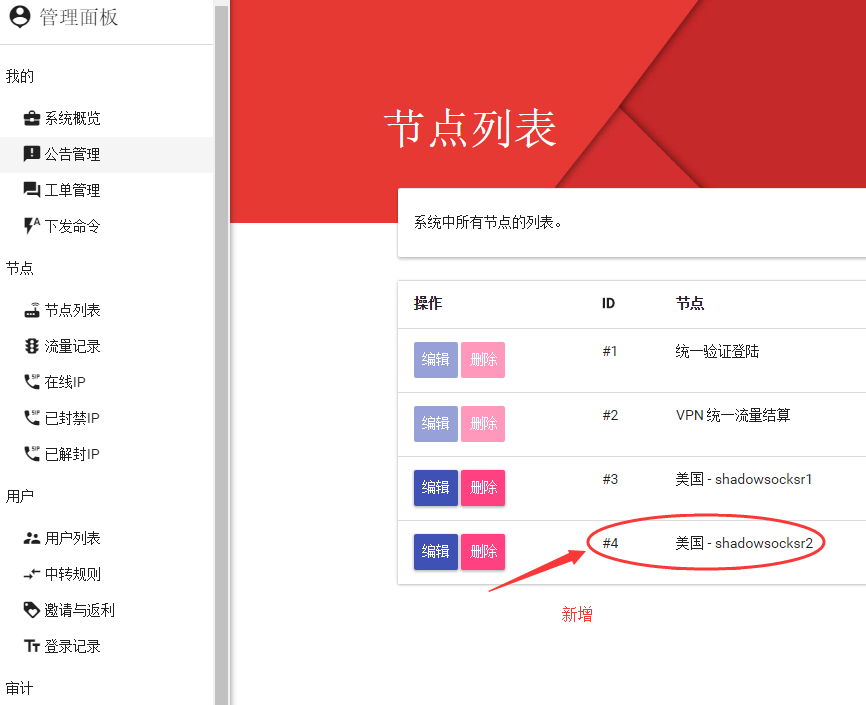 管理面板
我的
系统概览
公告管理
工单管理
下发命令
节点
节点列表
流量记录
在线IP
已封禁IP
已解封IP
用户
用户列表
中转规则
邀请与返利
登录记录
审计
节点列表
系统中所有节点的列表。
操作 ID 节点
编辑 删除 #1 统一验证登陆
编辑 删除 #2 VPN 统一流量结算
编辑 删除 #3 美国 - shadowsocksr1
编辑 删除 #4 美国 - shadowsocksr2
新增